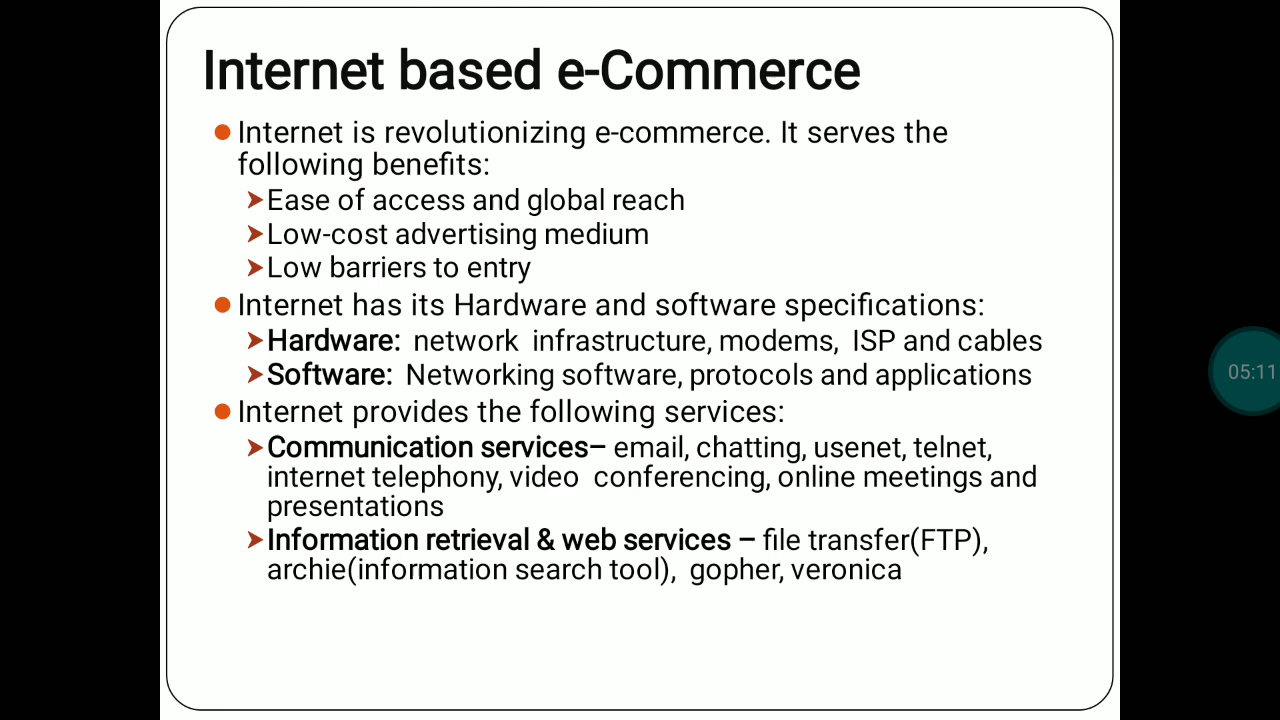 Internet based e-Commerce
Internet is revolutionizing e-commerce. It serves the
following benefits:
Ease of access and global reach
Low-cost advertising medium
Low barriers to entry
Internet has its Hardware and software specifications:
Hardware: network infrastructure, modems, ISP and cables
Software: Networking software, protocols and applications
Internet provides the following services:
Communication services– email, chatting, usenet, telnet,
internet telephony, video conferencing, online meetings and
presentations
Information retrieval & web services – file transfer(FTP),
archie(information search tool), gopher, veronica
05:11